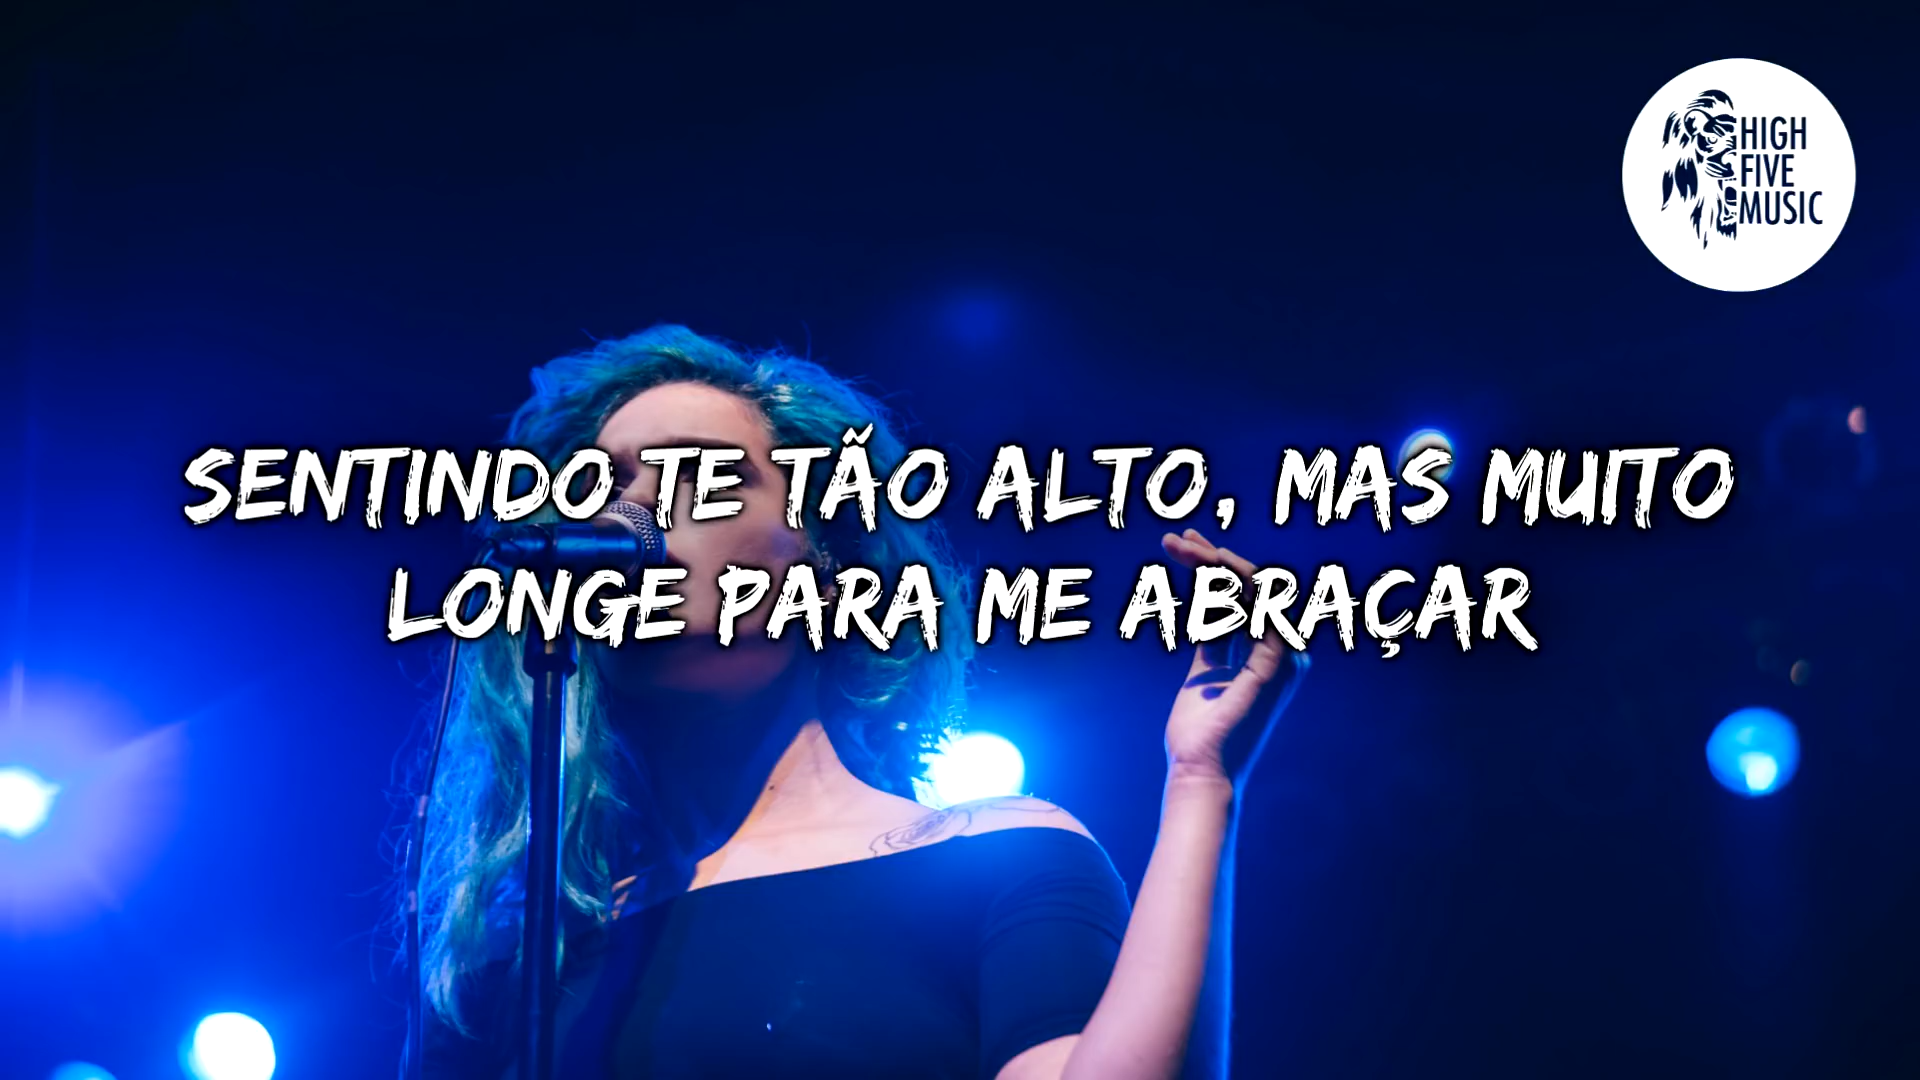 HIGH
FIVE
MUSIC
SENTINDO TE TÃO ALTO, MAS MUITO
LONGE PARA ME ABRAÇAR